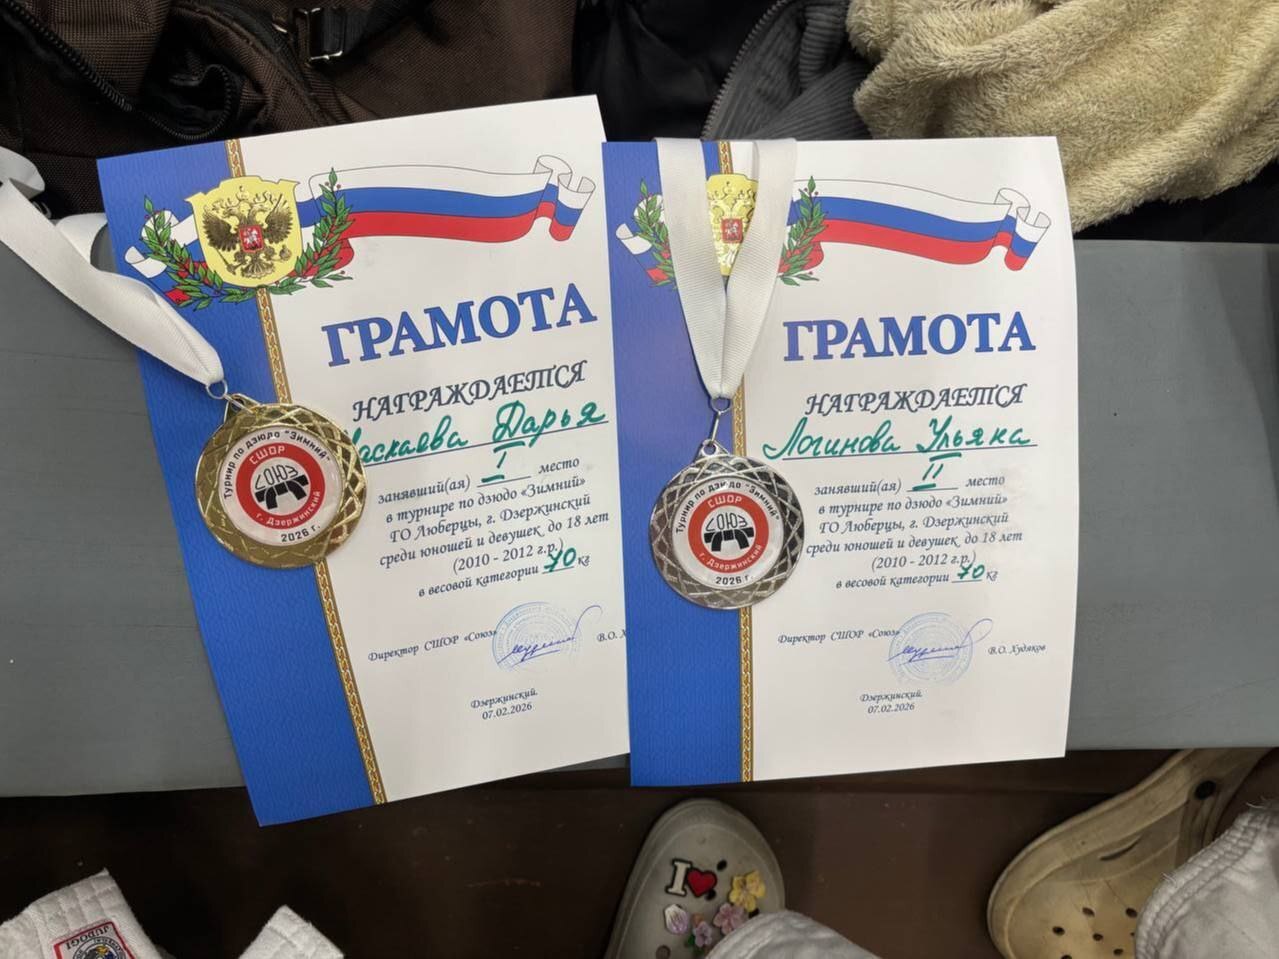 ГРАМОТА
НАГРАЖДАЕТСЯ
Дарья
занявший(ая) I место
в турнире по дзюдо «Зимний»
ГО Люберцы, г. Дзержинский
среди юношей и девушек до 18 лет
(2010 - 2012 г.р.)
в весовой категории 70 кг
Директор СШОР «Союз»
В.О. Х
Дзержинский,
07.02.2026
Турнир по дзюдо "Зимний"
СШОР
СОЮЗ
г. Дзержинский
2026 г.
ГРАМОТА
НАГРАЖДАЕТСЯ
Логинова Ульяна
занявший(ая) II место
в турнире по дзюдо «Зимний»
ГО Люберцы, г. Дзержинский
среди юношей и девушек до 18 лет
(2010 - 2012 г.р.)
в весовой категории 70 кг
Директор СШОР «Союз»
В.О. Худяков
Дзержинский,
07.02.2026
Турнир по дзюдо "Зимний"
СШОР
СОЮЗ
г. Дзержинский
2026 г.
I
JUDOGI